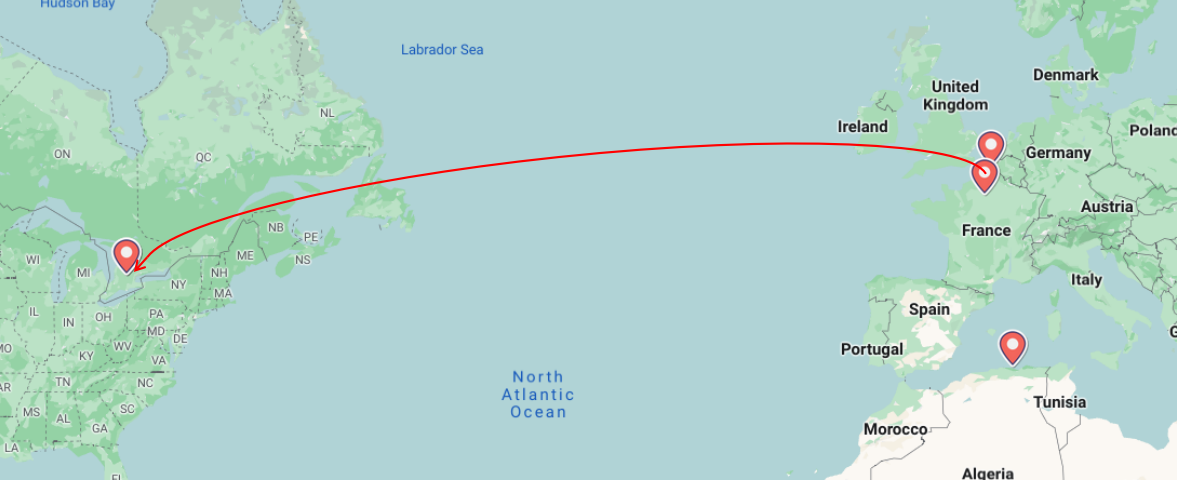 Hudson Bay
Labrador Sea
Denmark
United
Kingdom
NL
Ireland
Poland
ON
QC
Germany
Austria
NB
PE
France
ME
NS
WI
MI
NH
NY
MA
Italy
IL
IN
OH
PA
MD
DE
Spain
WV
VA
KY
Portugal
North
Atlantic
Ocean
TN
NC
Tunisia
MS
AL
SC
GA
Morocco
LA
Algeria